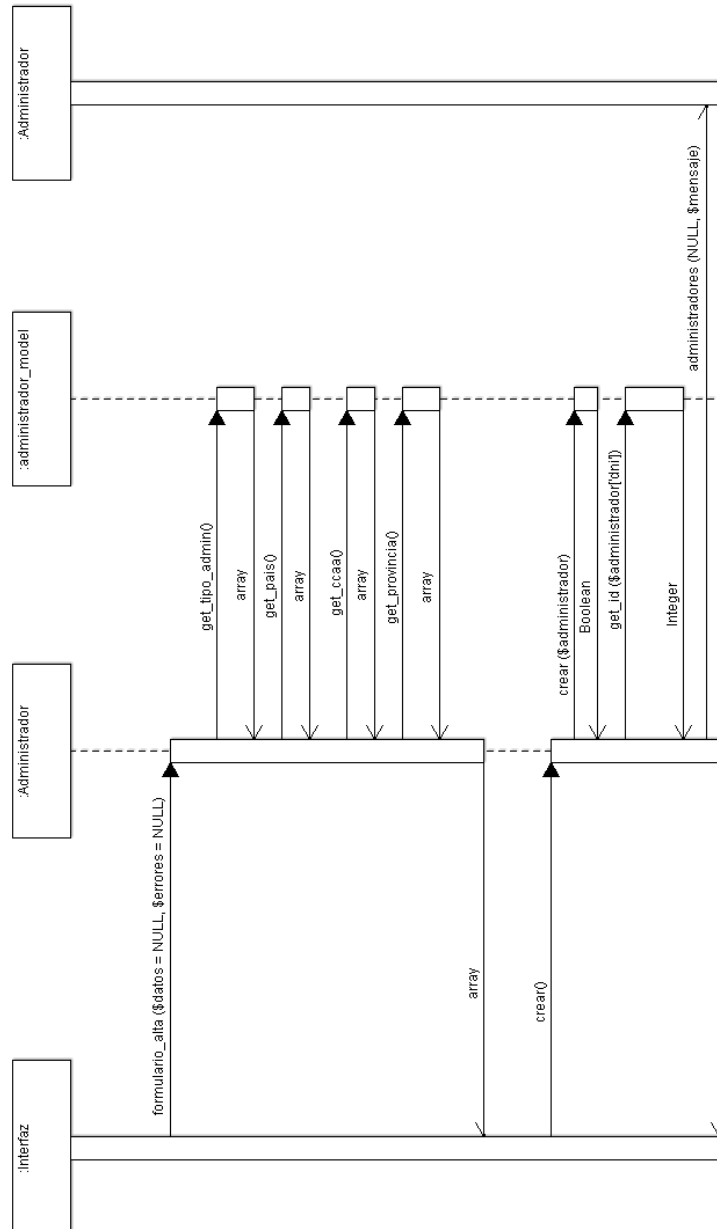 :Interfaz
:Administrador
:administrador_model
:Administrador
formulario_alta ($datos = NULL, $errores = NULL)
get_tipo_admin()
array
get_pais()
array
get_ccaa()
array
get_provincia()
array
array
crear()
crear ($administrador)
Boolean
get_id ($administrador['dni'])
Integer
administradores (NULL, $mensaje)